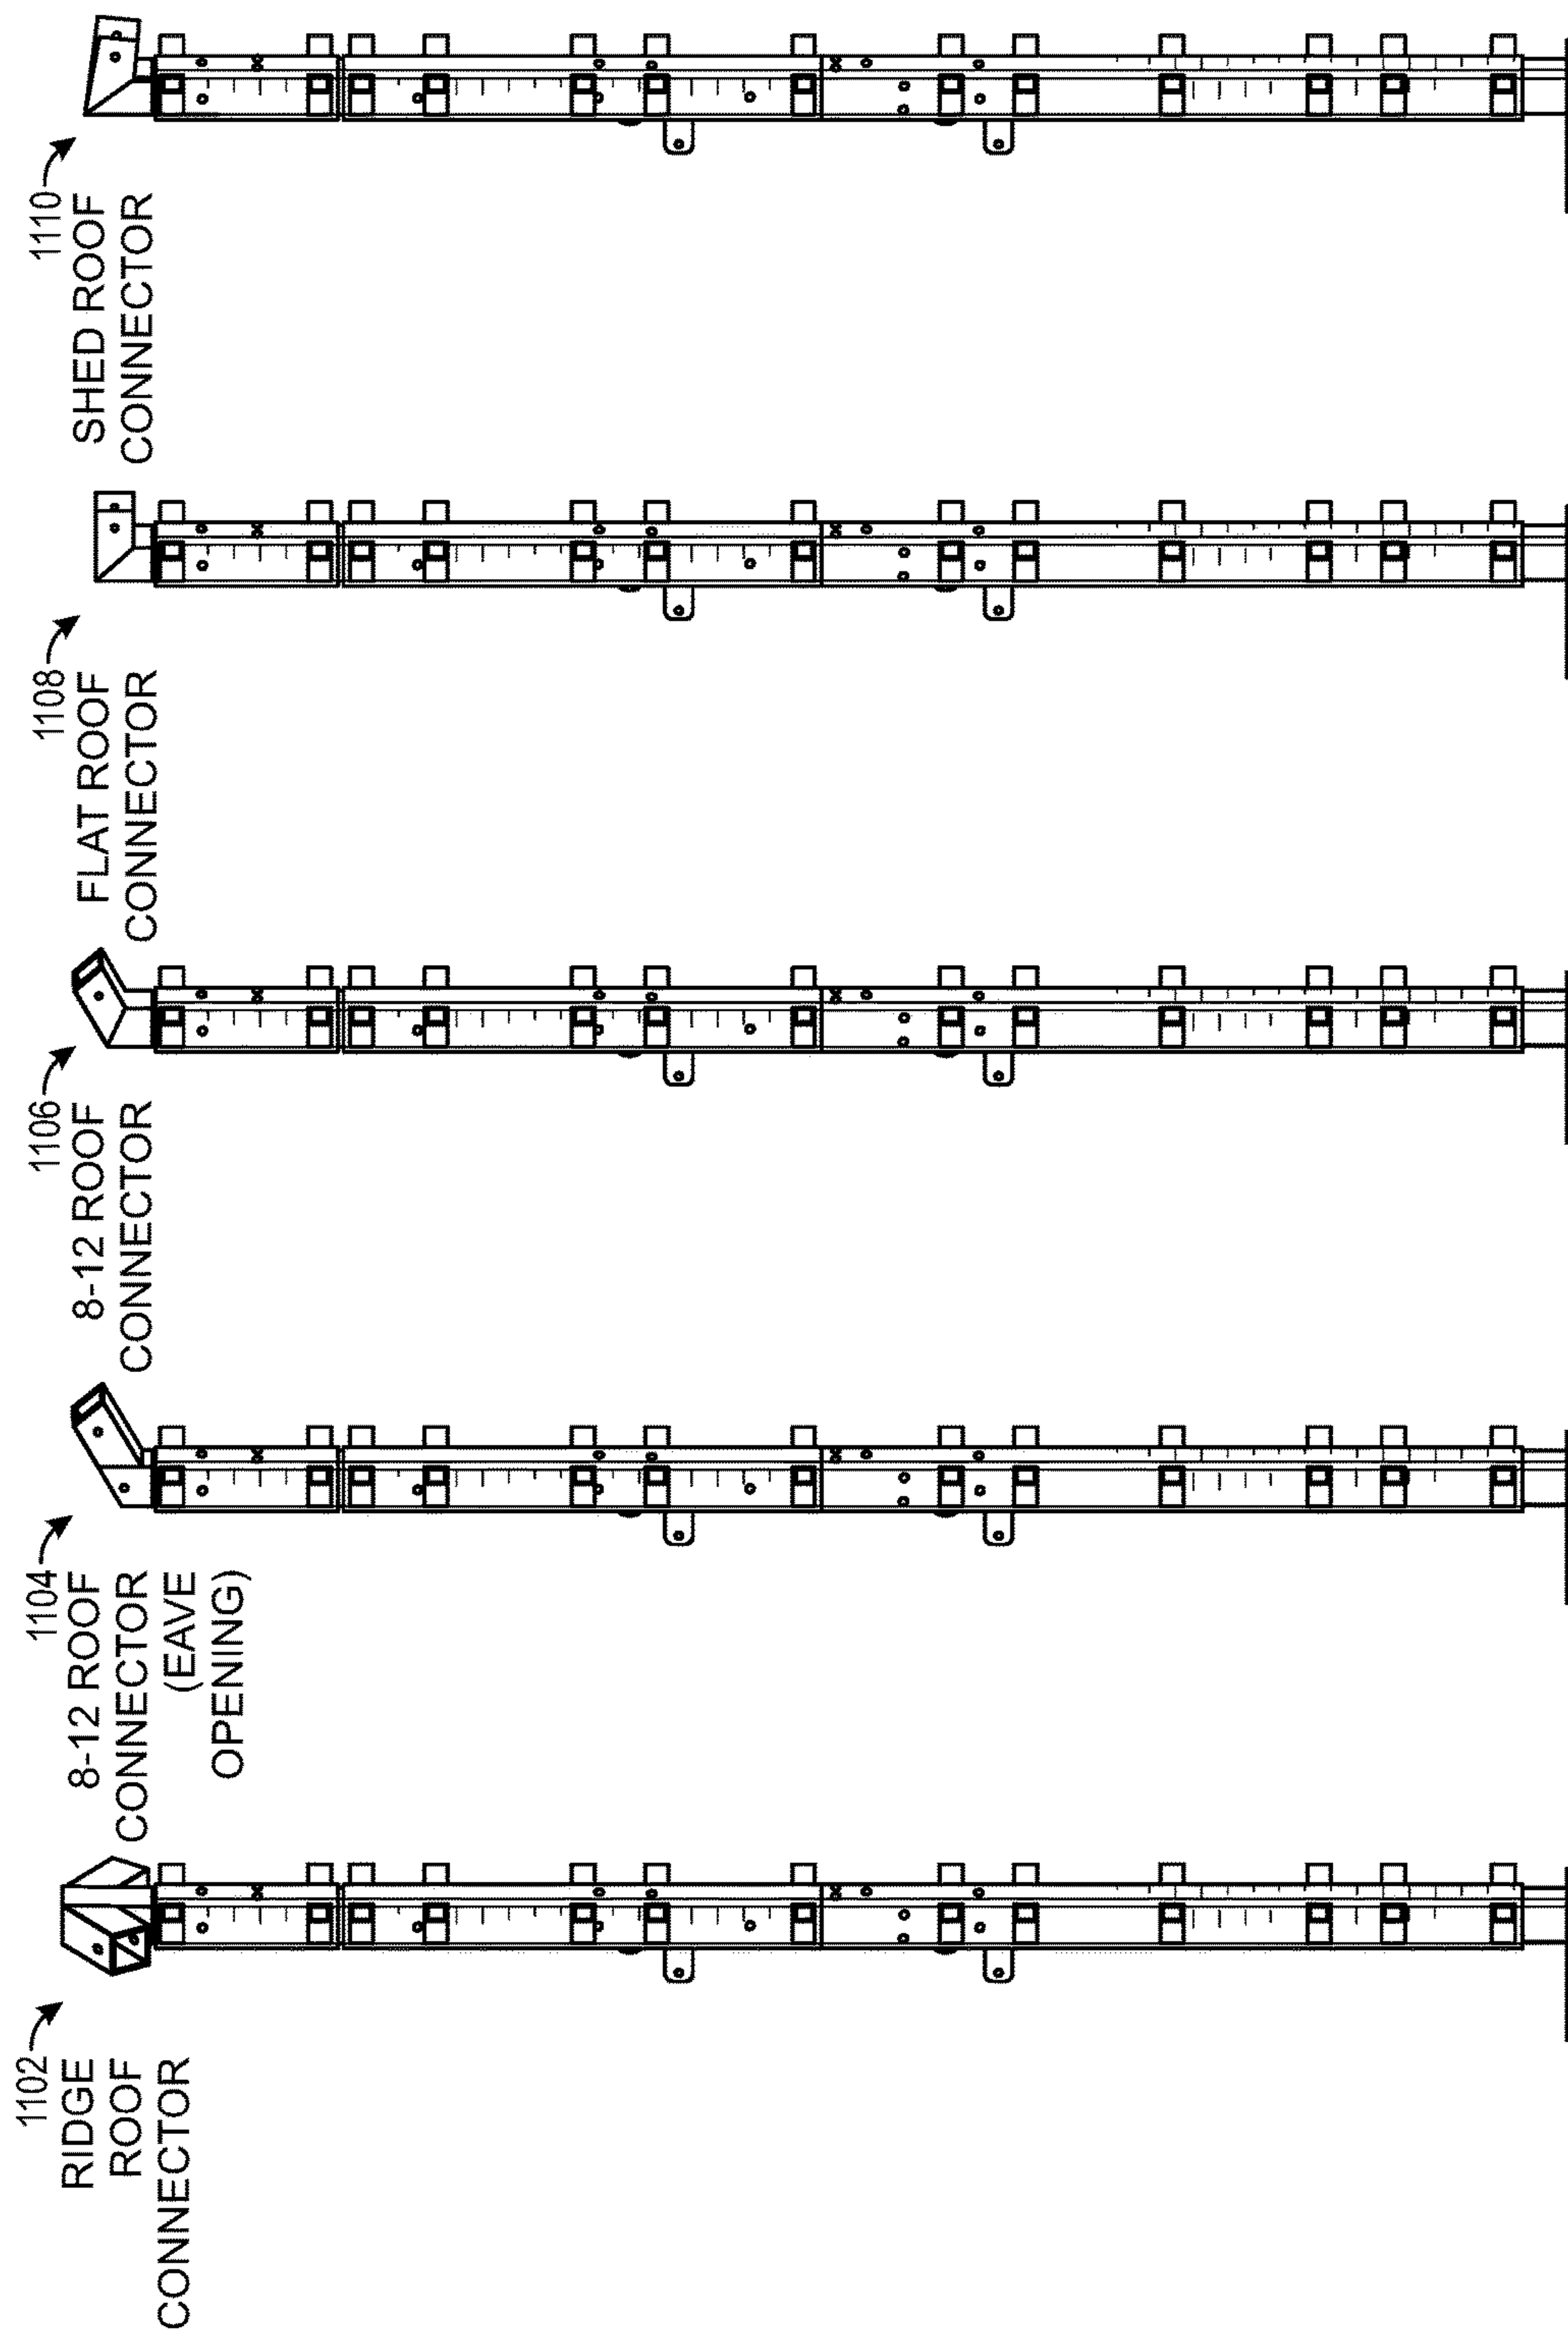 1102
RIDGE
ROOF
CONNECTOR
1104
8-12 ROOF
CONNECTOR
(EAVE
OPENING)
1106
8-12 ROOF
CONNECTOR
1108
FLAT ROOF
CONNECTOR
1110
SHED ROOF
CONNECTOR